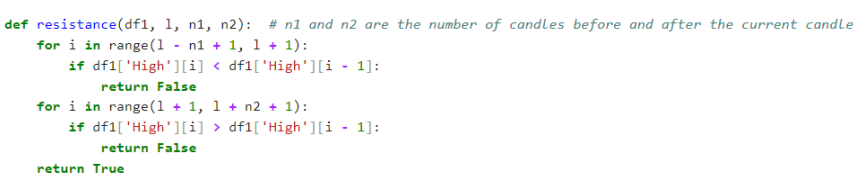 def resistance(df1, l, n1, n2):  # n1 and n2 are the number of candles before and after the current candle
    for i in range(l - n1 + 1, l + 1):
        if df1['High'][i] < df1['High'][i - 1]:
            return False
    for i in range(l + 1, l + n2 + 1):
        if df1['High'][i] > df1['High'][i - 1]:
            return False
    return True